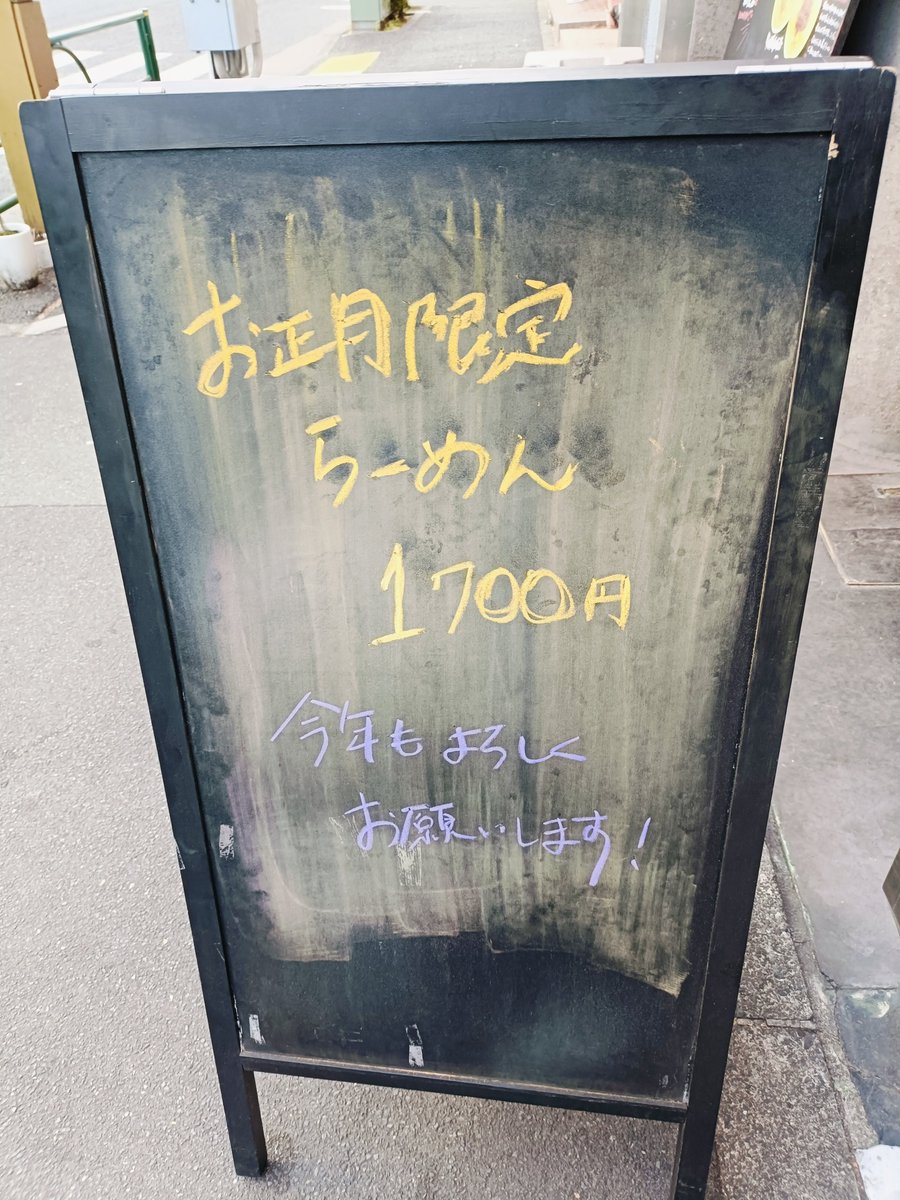 お正月限定
らーめん
1700円
今年もよろしく
お願いします!